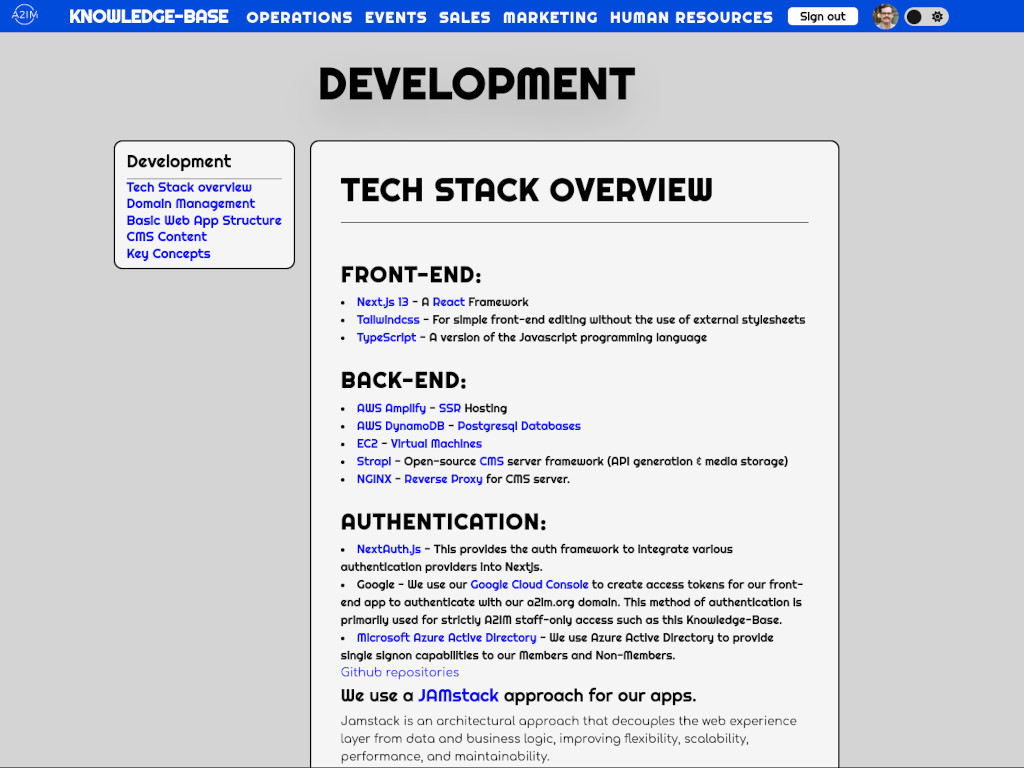 A2IM KNOWLEDGE-BASE OPERATIONS EVENTS SALES MARKETING HUMAN RESOURCES Sign out
DEVELOPMENT
Development
Tech Stack overview
Domain Management
Basic Web App Structure
CMS Content
Key Concepts
TECH STACK OVERVIEW
FRONT-END:
• Next.js 13 - A React Framework
• Tailwindcss - For simple front-end editing without the use of external stylesheets
• TypeScript - A version of the Javascript programming language
BACK-END:
• AWS Amplify - SSR Hosting
• AWS DynamoDB - Postgresql Databases
• EC2 - Virtual Machines
• Strapi - Open-source CMS server framework (API generation & media storage)
• NGINX - Reverse Proxy for CMS server.
AUTHENTICATION:
• NextAuth.js - This provides the auth framework to integrate various
authentication providers into Nextjs.
• Google - We use our Google Cloud Console to create access tokens for our front-
end app to authenticate with our a2im.org domain. This method of authentication is
primarily used for strictly A2IM staff-only access such as this Knowledge-Base.
• Microsoft Azure Active Directory - We use Azure Active Directory to provide
single signon capabilities to our Members and Non-Members.
Github repositories
We use a JAMstack approach for our apps.
Jamstack is an architectural approach that decouples the web experience
layer from data and business logic, improving flexibility, scalability,
performance, and maintainability.